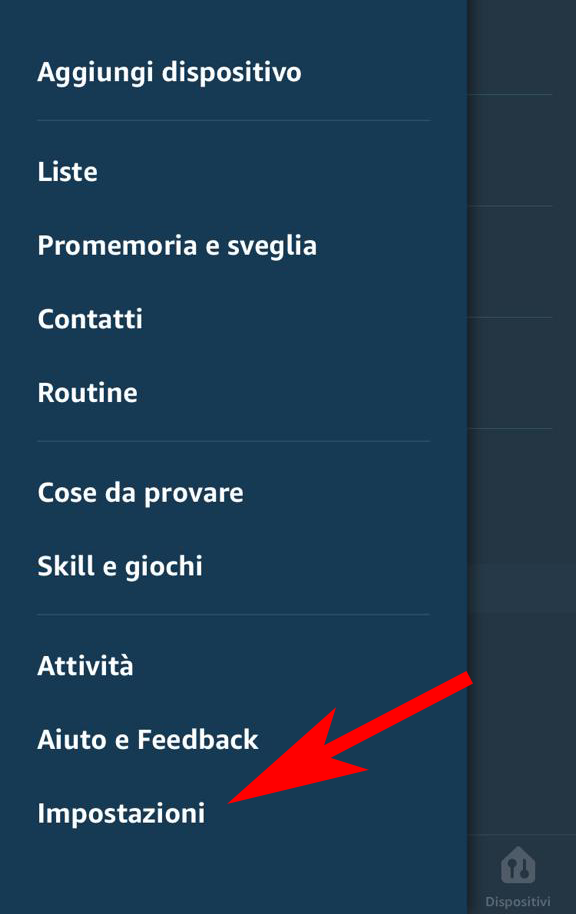 Aggiungi dispositivo
Liste
Promemoria e sveglia
Contatti
Routine
Cose da provare
Skill e giochi
Attività
Aiuto e Feedback
Impostazioni
Dispositivi